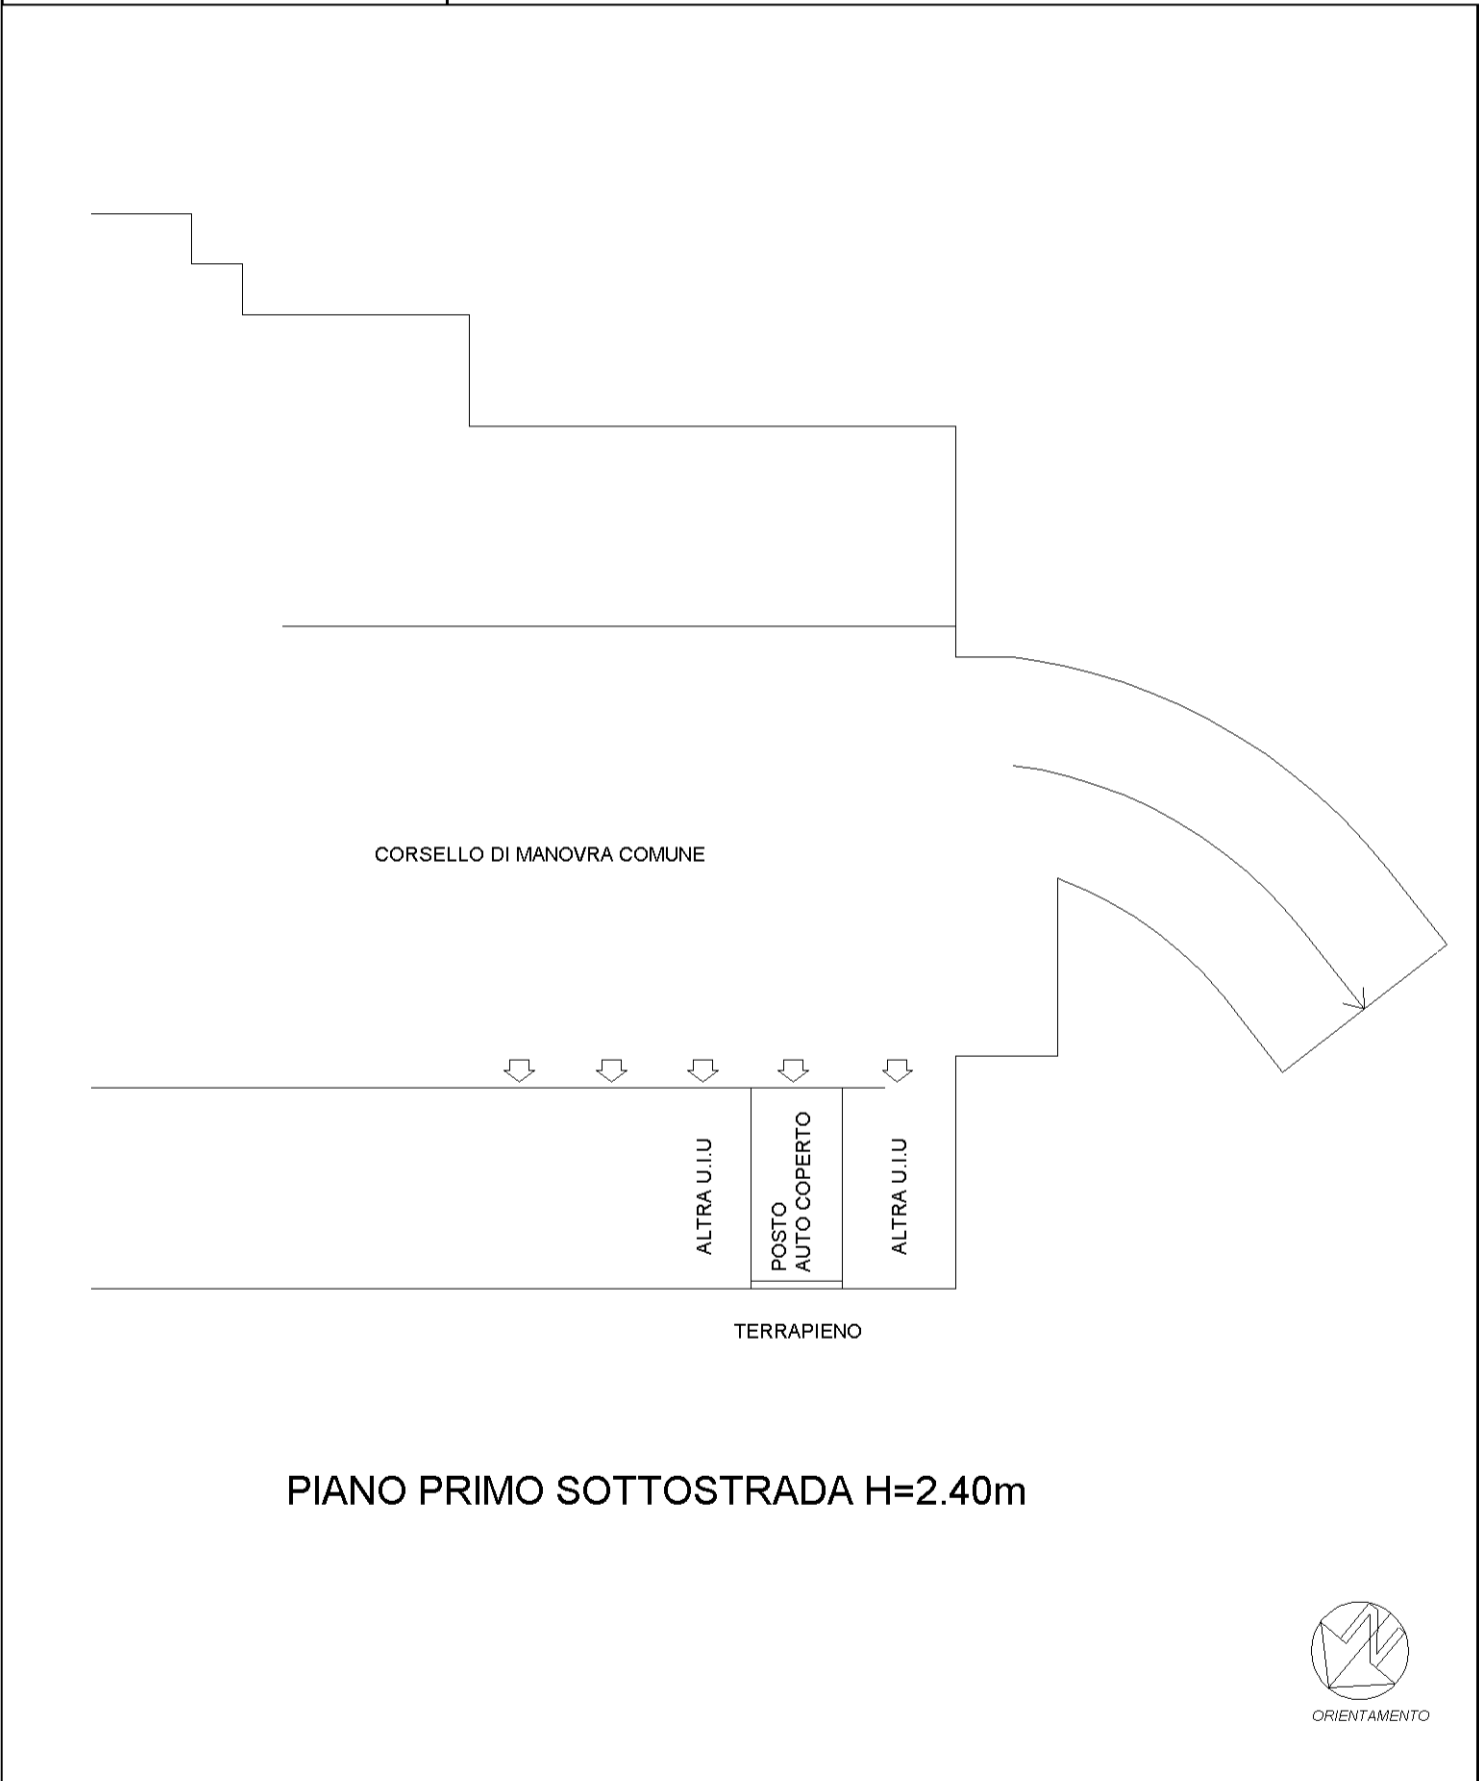 CORSELLO DI MANOVRA COMUNE
ALTRA U.I.U
POSTO
AUTO COPERTO
ALTRA U.I.U
TERRAPIENO
PIANO PRIMO SOTTOSTRADA H=2.40m
N
ORIENTAMENTO